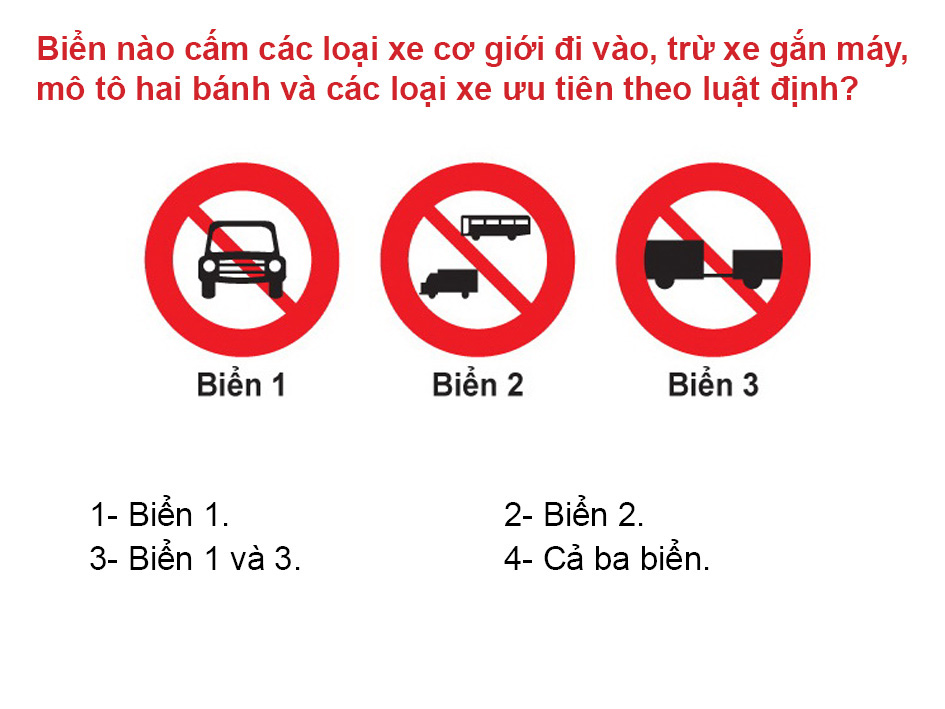 Biển nào cấm các loại xe cơ giới đi vào, trừ xe gắn máy,
mô tô hai bánh và các loại xe ưu tiên theo luật định?
Biển 1 Biển 2 Biển 3
1- Biển 1. 2- Biển 2.
3- Biển 1 và 3. 4- Cả ba biển.